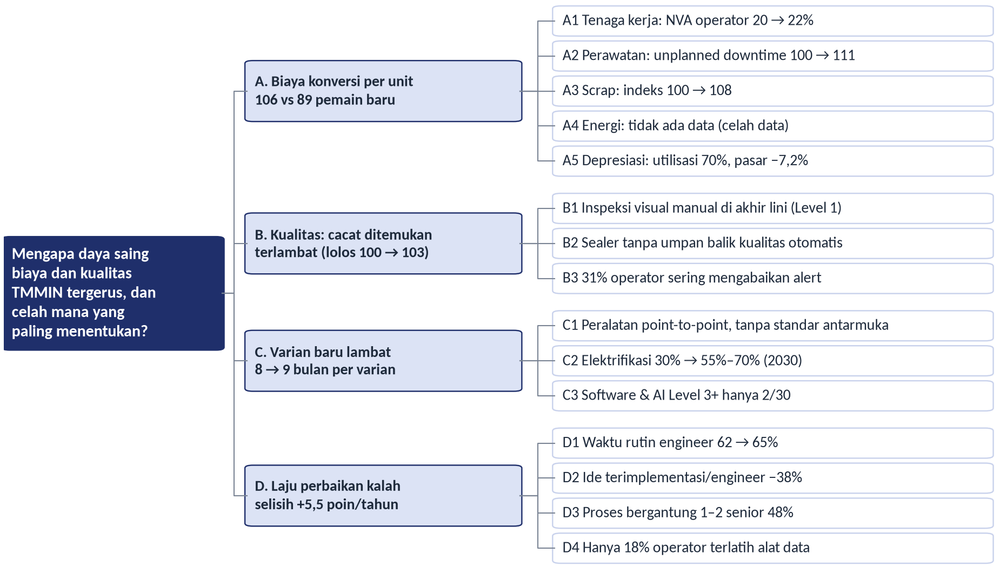 Mengapa daya saing
biaya dan kualitas
TMMIN tergerus, dan
celah mana yang
paling menentukan?
A. Biaya konversi per unit
106 vs 89 pemain baru
A1 Tenaga kerja: NVA operator 20 → 22%
A2 Perawatan: unplanned downtime 100 → 111
A3 Scrap: indeks 100 → 108
A4 Energi: tidak ada data (celah data)
A5 Depresiasi: utilisasi 70%, pasar −7,2%
B. Kualitas: cacat ditemukan
terlambat (lolos 100 → 103)
B1 Inspeksi visual manual di akhir lini (Level 1)
B2 Sealer tanpa umpan balik kualitas otomatis
B3 31% operator sering mengabaikan alert
C. Varian baru lambat
8 → 9 bulan per varian
C1 Peralatan point-to-point, tanpa standar antarmuka
C2 Elektrifikasi 30% → 55%–70% (2030)
C3 Software & AI Level 3+ hanya 2/30
D. Laju perbaikan kalah
selisih +5,5 poin/tahun
D1 Waktu rutin engineer 62 → 65%
D2 Ide terimplementasi/engineer −38%
D3 Proses bergantung 1–2 senior 48%
D4 Hanya 18% operator terlatih alat data